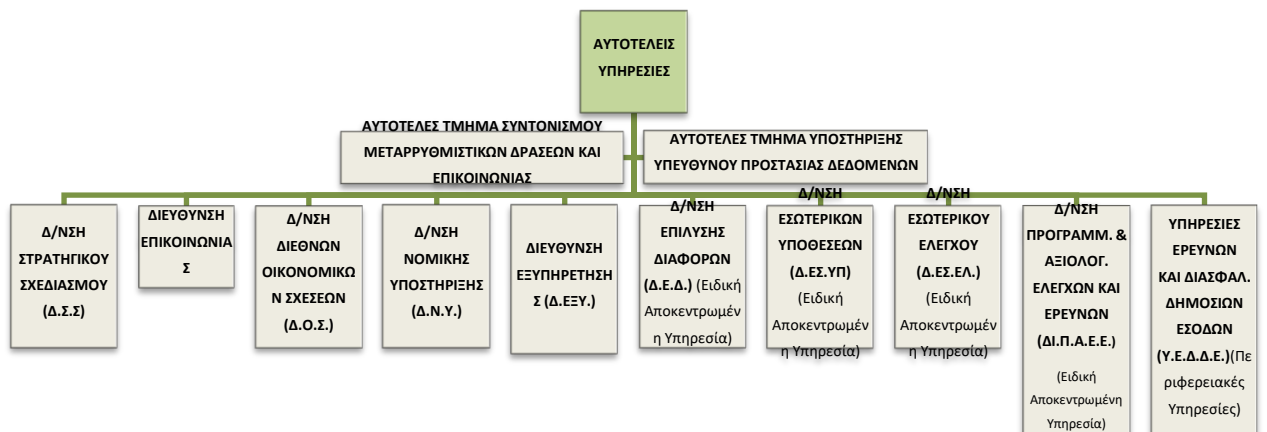 ΑΥΤΟΤΕΛΕΙΣ
ΥΠΗΡΕΣΙΕΣ
ΑΥΤΟΤΕΛΕΣ ΤΜΗΜΑ ΣΥΝΤΟΝΙΣΜΟΥ
ΜΕΤΑΡΡΥΘΜΙΣΤΙΚΩΝ ΔΡΑΣΕΩΝ ΚΑΙ
ΕΠΙΚΟΙΝΩΝΙΑΣ
ΑΥΤΟΤΕΛΕΣ ΤΜΗΜΑ ΥΠΟΣΤΗΡΙΞΗΣ
ΥΠΕΥΘΥΝΟΥ ΠΡΟΣΤΑΣΙΑΣ ΔΕΔΟΜΕΝΩΝ
Δ/ΝΣΗ
ΣΤΡΑΤΗΓΙΚΟΥ
ΣΧΕΔΙΑΣΜΟΥ
(Δ.Σ.Σ)
ΔΙΕΥΘΥΝΣΗ
ΕΠΙΚΟΙΝΩΝΙΑ
Σ
Δ/ΝΣΗ
ΔΙΕΘΝΩΝ
ΟΙΚΟΝΟΜΙΚΩ
Ν ΣΧΕΣΕΩΝ
(Δ.Ο.Σ.)
Δ/ΝΣΗ
ΝΟΜΙΚΗΣ
ΥΠΟΣΤΗΡΙΞΗΣ
(Δ.Ν.Υ.)
ΔΙΕΥΘΥΝΣΗ
ΕΞΥΠΗΡΕΤΗΣΗ
Σ (Δ.ΕΞΥ.)
Δ/ΝΣΗ
ΕΠΙΛΥΣΗΣ
ΔΙΑΦΟΡΩΝ
(Δ.Ε.Δ.) (Ειδική
Αποκεντρωμέν
η Υπηρεσία)
Δ/ΝΣΗ
ΕΣΩΤΕΡΙΚΩΝ
ΥΠΟΘΕΣΕΩΝ
(Δ.ΕΣ.ΥΠ)
(Ειδική
Αποκεντρωμέν
η Υπηρεσία)
Δ/ΝΣΗ
ΕΣΩΤΕΡΙΚΟΥ
ΕΛΕΓΧΟΥ
(Δ.ΕΣ.ΕΛ.)
(Ειδική
Αποκεντρωμέν
η Υπηρεσία)
Δ/ΝΣΗ
ΠΡΟΓΡΑΜΜ. &
ΑΞΙΟΛΟΓ.
ΕΛΕΓΧΩΝ ΚΑΙ
ΕΡΕΥΝΩΝ
(ΔΙ.Π.Α.Ε.Ε.)
(Ειδική
Αποκεντρωμένη
Υπηρεσία)
ΥΠΗΡΕΣΙΕΣ
ΕΡΕΥΝΩΝ
ΚΑΙ ΔΙΑΣΦΑΛ.
ΔΗΜΟΣΙΩΝ
ΕΣΟΔΩΝ
(Υ.Ε.Δ.Δ.Ε.)(Πε
ριφερειακές
Υπηρεσίες)